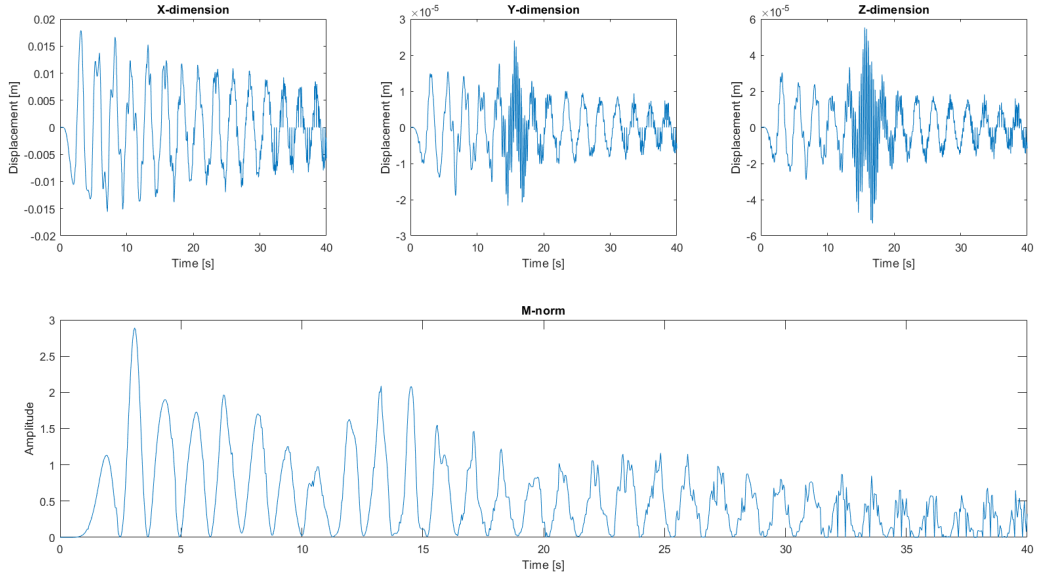 X-dimension
0.02
0.015
0.01
0.005
0
-0.005
-0.01
-0.015
-0.02
Displacement [m]
0 10 20 30 40
Time [s]
Y-dimension
×10⁻⁵
3
2
1
0
-1
-2
-3
Displacement [m]
0 10 20 30 40
Time [s]
Z-dimension
×10⁻⁵
6
4
2
0
-2
-4
-6
Displacement [m]
0 10 20 30 40
Time [s]
M-norm
3
2.5
2
1.5
1
0.5
0
Amplitude
0 5 10 15 20 25 30 35 40
Time [s]